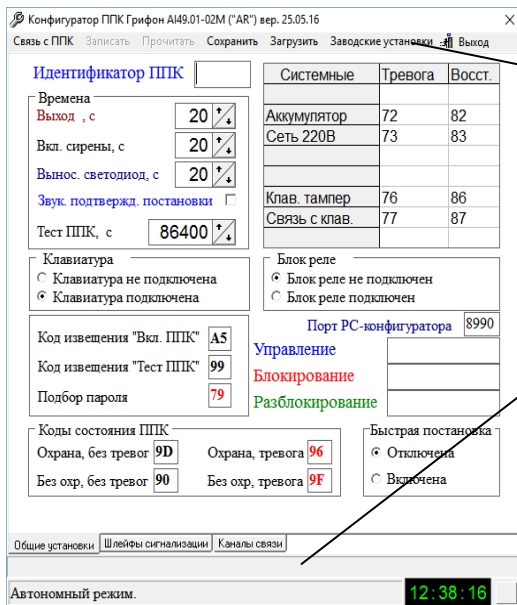 Конфигуратор ППК Грифон AI49.01-02M ("AR") вер. 25.05.16
Связь с ППК Записать Прочитать Сохранить Загрузить Заводские установки Выход
Идентификатор ППК
Времена
Выход , с 20
Вкл. сирены, с 20
Вынос. светодиод, с 20
Звук. подтвержд. постановки
Тест ППК, с 86400
Системные Тревога Восст.
Аккумулятор 72 82
Сеть 220В 73 83
Клав. тампер 76 86
Связь с клав. 77 87
Клавиатура
Клавиатура не подключена
Клавиатура подключена
Блок реле
Блок реле не подключен
Блок реле подключен
Код извещения "Вкл. ППК" A5
Код извещения "Тест ППК" 99
Подбор пароля 79
Порт PC-конфигуратора 8990
Управление
Блокирование
Разблокирование
Коды состояния ППК
Охрана, без тревог 9D Охрана, тревога 96
Без охр, без тревог 90 Без охр, тревога 9F
Быстрая постановка
Отключена
Включена
Общие установки Шлейфы сигнализации Каналы связи
Автономный режим. 12:38:16